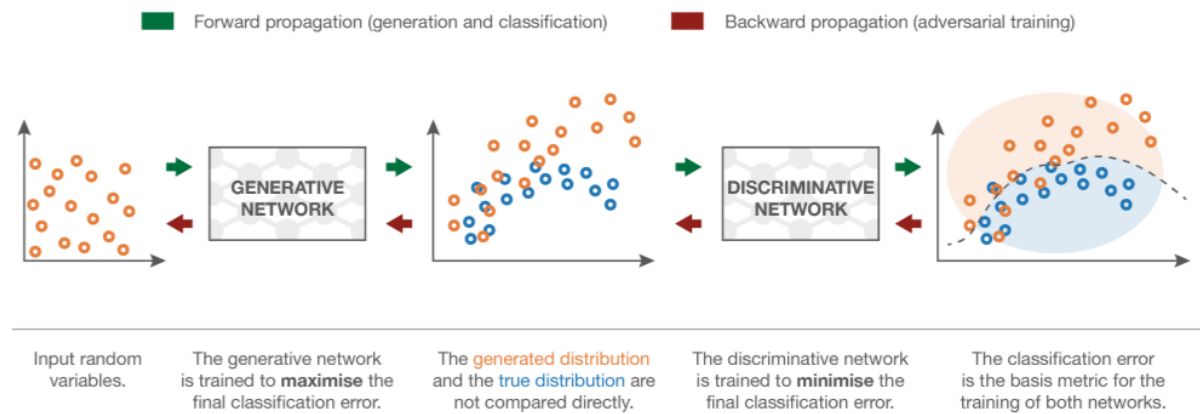 Forward propagation (generation and classification)
Backward propagation (adversarial training)
GENERATIVE
NETWORK
DISCRIMINATIVE
NETWORK
Input random
variables.
The generative network
is trained to maximise the
final classification error.
The generated distribution
and the true distribution are
not compared directly.
The discriminative network
is trained to minimise the
final classification error.
The classification error
is the basis metric for the
training of both networks.